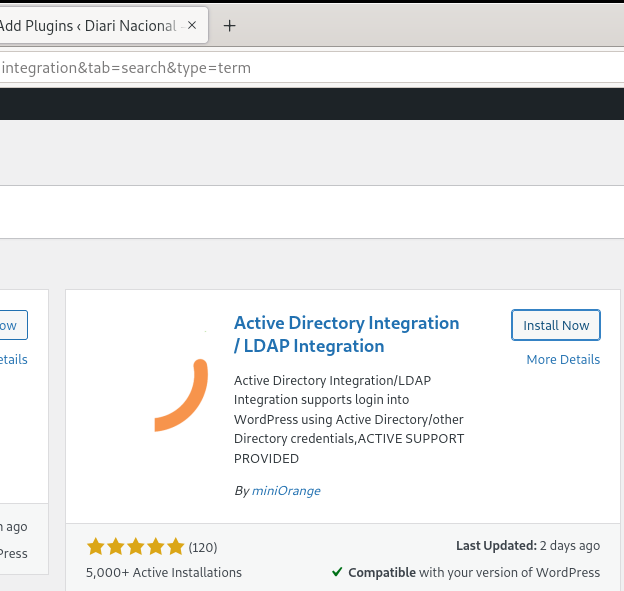 Add Plugins ‹ Diari Nacional
integration&tab=search&type=term
Active Directory Integration
/ LDAP Integration
Install Now
More Details
Active Directory Integration/LDAP
Integration supports login into
WordPress using Active Directory/other
Directory credentials,ACTIVE SUPPORT
PROVIDED
By miniOrange
ow
etails
ago
Press
(120)
Last Updated: 2 days ago
5,000+ Active Installations
Compatible with your version of WordPress